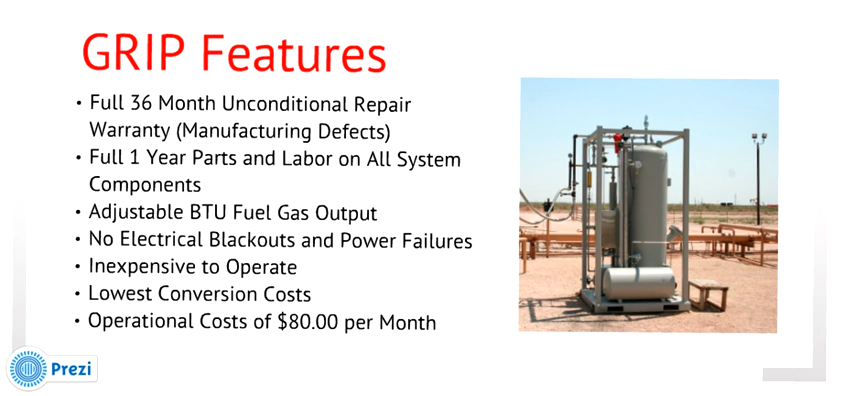 GRIP Features
• Full 36 Month Unconditional Repair
Warranty (Manufacturing Defects)
• Full 1 Year Parts and Labor on All System
Components
• Adjustable BTU Fuel Gas Output
• No Electrical Blackouts and Power Failures
• Inexpensive to Operate
• Lowest Conversion Costs
• Operational Costs of $80.00 per Month
Prezi